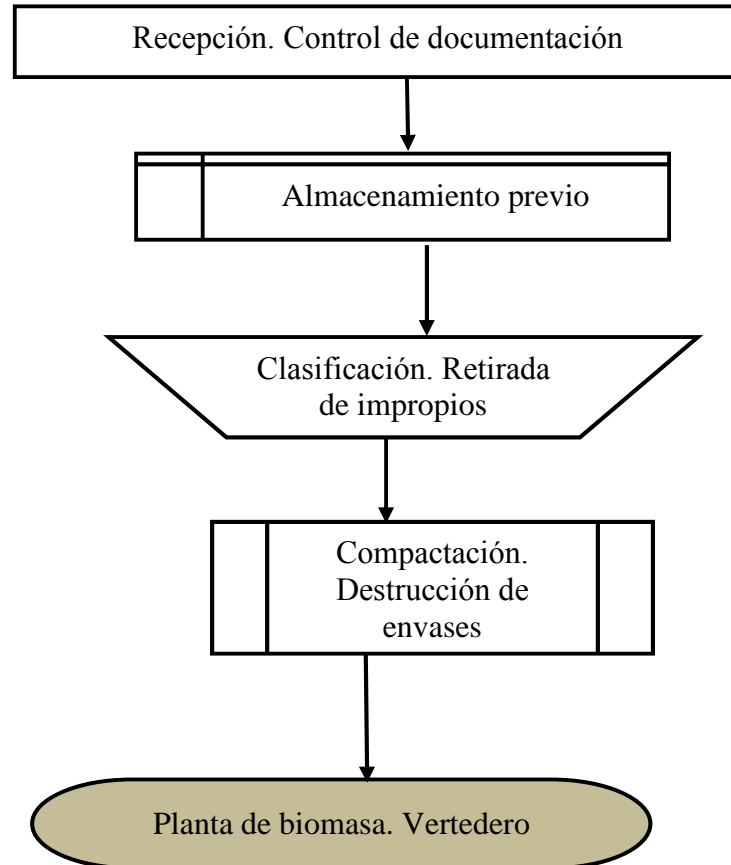 Recepción. Control de documentación
Almacenamiento previo
Clasificación. Retirada
de impropios
Compactación.
Destrucción de
envases
Planta de biomasa. Vertedero